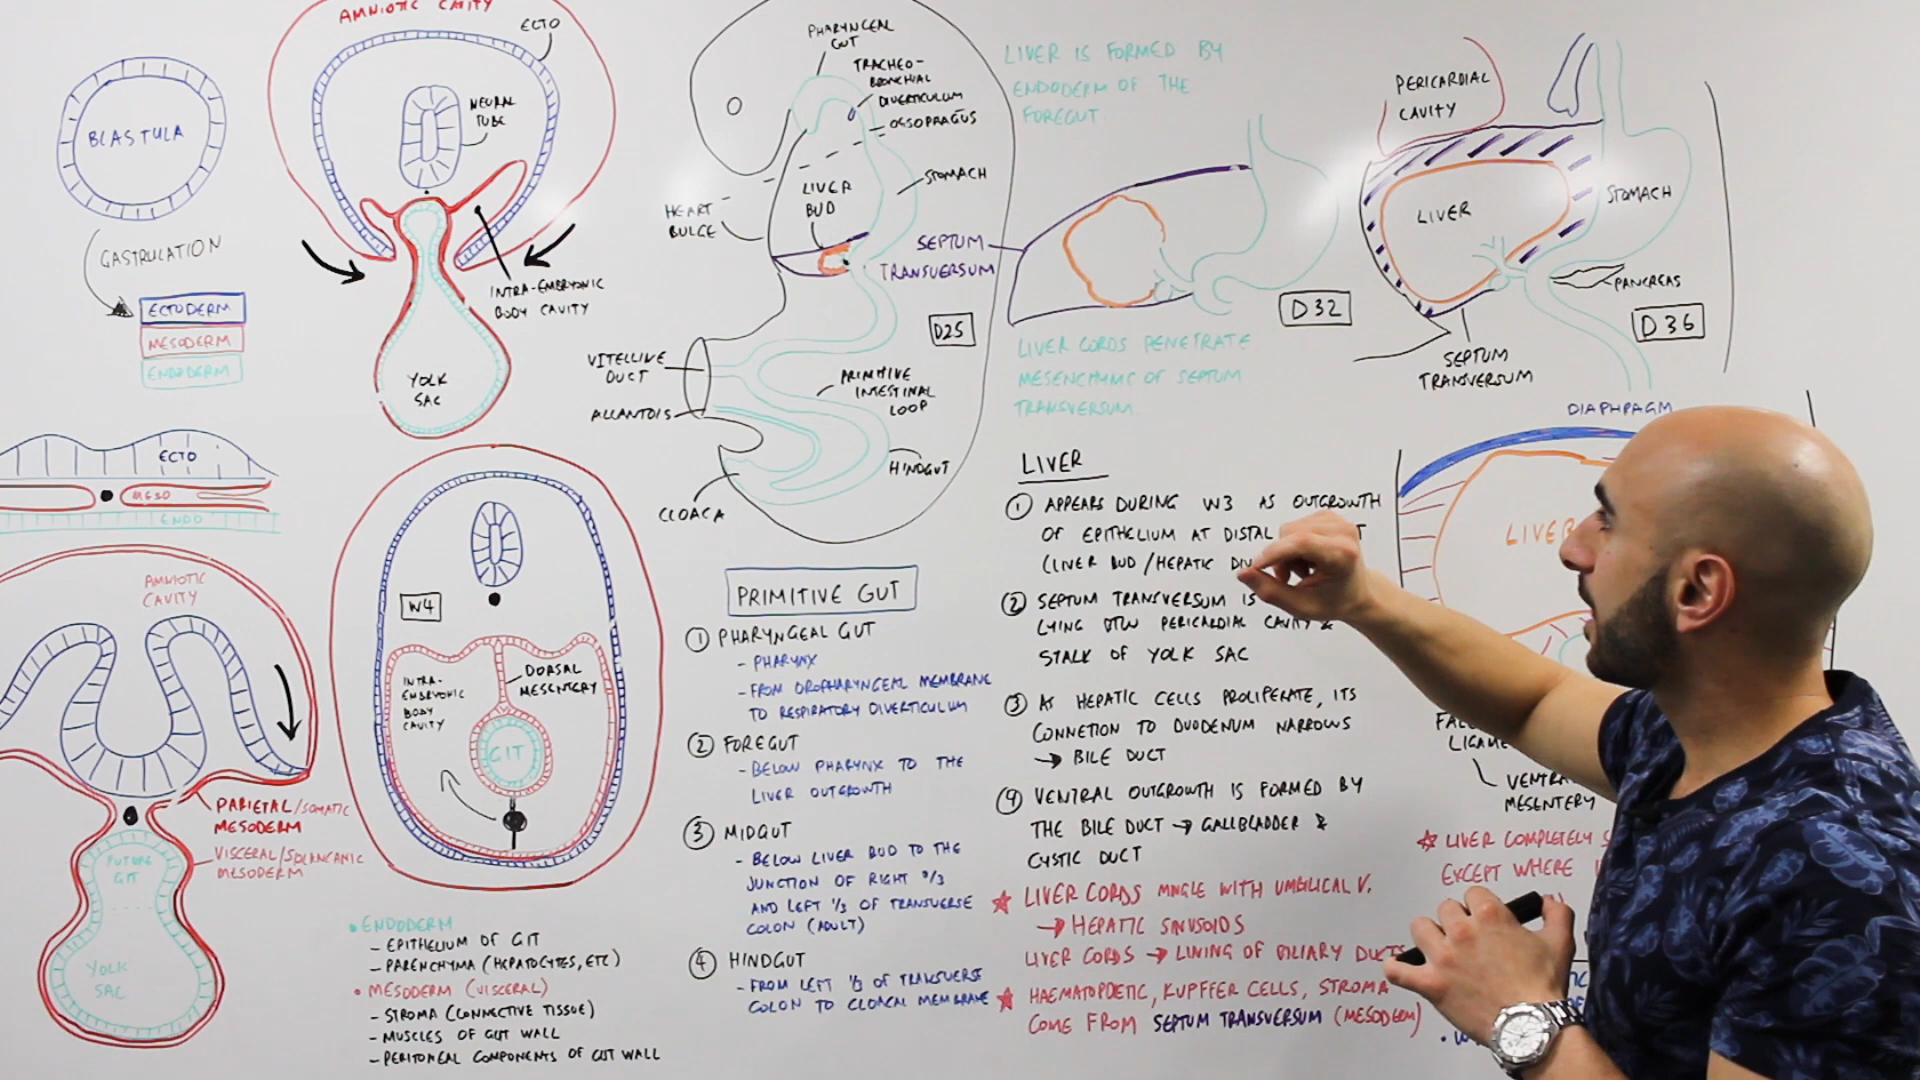 AMNIOTIC CAVITY
ECTO
BLASTULA
NEURAL
TUBE
GASTRULATION
ECTODERM
MESODERM
ENDODERM
INTRA-EMBRYONIC
BODY CAVITY
YOLK
SAC
ECTO
MESO
ENDO
AMNIOTIC
CAVITY
PARIETAL/SOMATIC
MESODERM
VISCERAL/SPLANCANIC
MESODERM
FUTURE
GIT
YOLK
SAC
W4
INTRA-
EMBRYONIC
BODY
CAVITY
DORSAL
MESENTERY
GIT
• ENDODERM
- EPITHELIUM OF GIT
- PARENCHYMA (HEPATOCYTES, ETC)
• MESODERM (VISCERAL)
- STROMA (CONNECTIVE TISSUE)
- MUSCLES OF GUT WALL
- PERITONEAL COMPONENTS OF GUT WALL
PHARYNGEAL
GUT
TRACHEO-
BRONCHIAL
DIVERTICULUM
OESOPRAGUS
STOMACH
LIVER
BUD
HEART
BULGE
SEPTUM
TRANSVERSUM
D25
VITELLINE
DUCT
ALLANTOIS
PRIMITIVE
INTESTINAL
LOOP
HINDGUT
CLOACA
PRIMITIVE GUT
① PHARYNGEAL GUT
- PHARYNX
- FROM OROPHARYNGEAL MEMBRANE
TO RESPIRATORY DIVERTICULUM
② FOREGUT
- BELOW PHARYNX TO THE
LIVER OUTGROWTH
③ MIDGUT
- BELOW LIVER BUD TO THE
JUNCTION OF RIGHT 2/3
AND LEFT 1/3 OF TRANSVERSE
COLON (ADULT)
④ HINDGUT
- FROM LEFT 1/3 OF TRANSVERSE
COLON TO CLOACAL MEMBRANE
LIVER IS FORMED BY
ENDODERM OF THE
FOREGUT
D32
LIVER CORDS PENETRATE
MESENCHYMC OF SEPTUM
TRANSVERSUM
LIVER
① APPEARS DURING W3 AS OUTGROWTH
OF EPITHELIUM AT DISTAL
(LIVER BUD/HEPATIC
② SEPTUM TRANSVERSUM IS
LYING BTW PERICARDIAL CAVITY &
STALK OF YOLK SAC
③ AS HEPATIC CELLS PROLIFERATE, ITS
CONNETION TO DUODENUM NARROWS
→ BILE DUCT
④ VENTRAL OUTGROWTH IS FORMED BY
THE BILE DUCT → GALLBLADDER &
CYSTIC DUCT
★ LIVER CORDS MNGLE WITH UMBILICAL V.
→ HEPATIC SINUSOIDS
LIVER CORDS → LINING OF BILIARY DUCTS
★ HAEMATOPOETIC, KUPFFER CELLS, STROMA
COME FROM SEPTUM TRANSVERSUM (MESODERM)
PERICARDIAL
CAVITY
LIVER
STOMACH
PANCREAS
D36
SEPTUM
TRANSVERSUM
DIAPHPAGM
LIVER
VENTRA
MESENTERY
★ LIVER COMPLETELY
EXCEPT WHERE